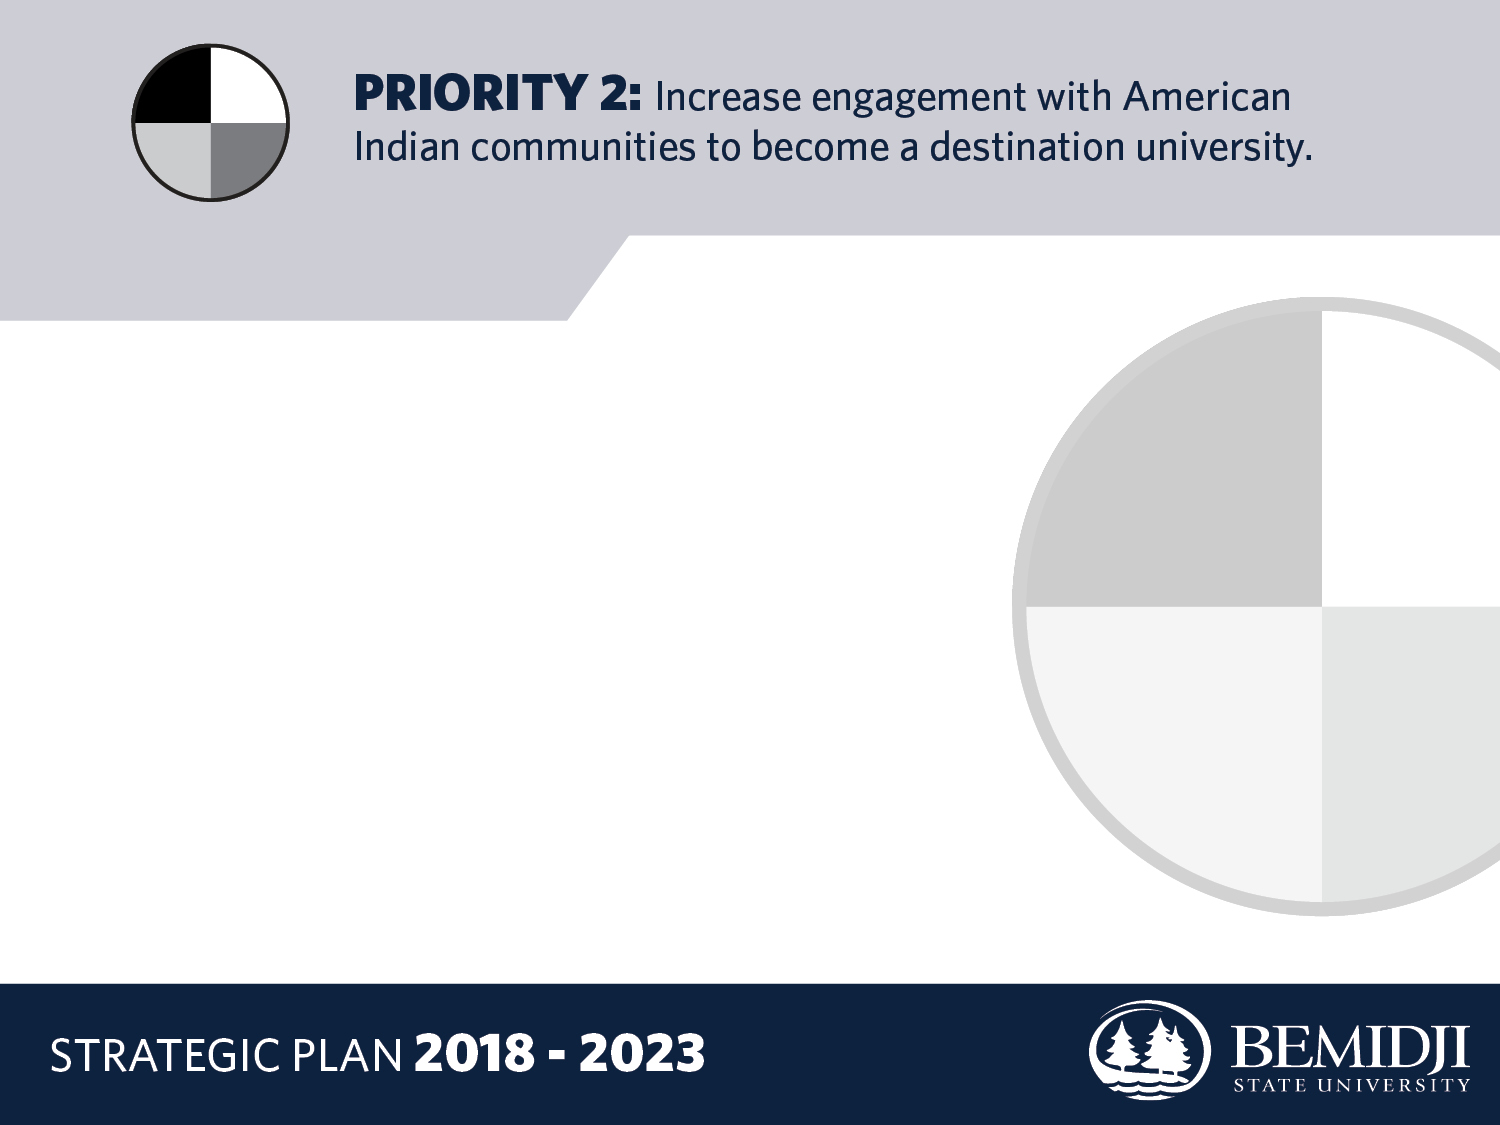 PRIORITY 2: Increase engagement with American
Indian communities to become a destination university.
STRATEGIC PLAN 2018 - 2023
BEMIDJI
STATE UNIVERSITY